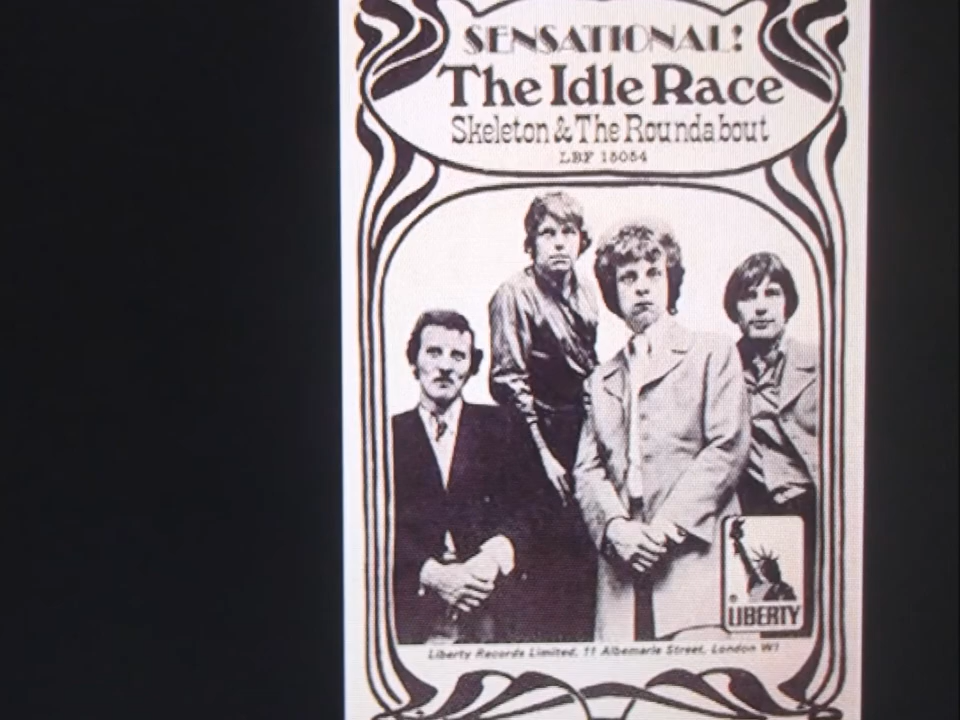 SENSATIONAL!
The Idle Race
Skeleton & The Roundabout
LBF 15054
LIBERTY
Liberty Records Limited, 11 Albemarle Street, London W1